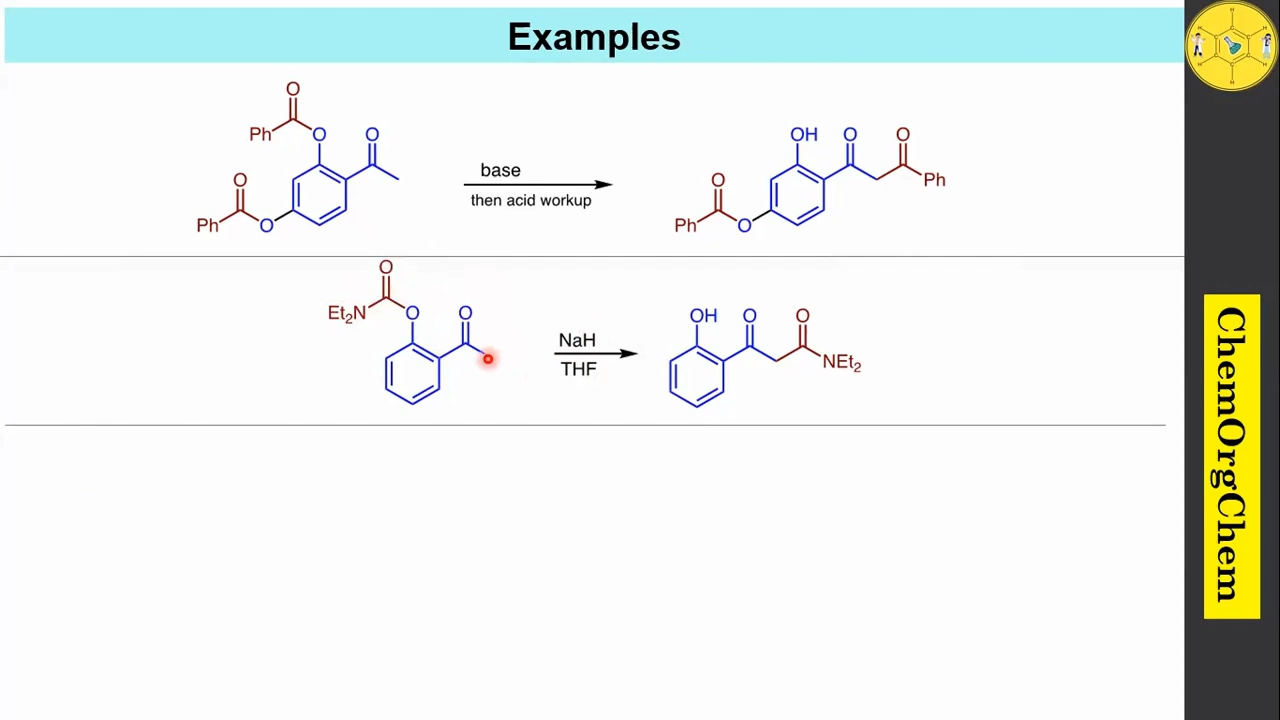 Examples
O
Ph
O
O
O
Ph
O
base
then acid workup
OH
O
O
Ph
O
Ph
O
O
Et₂N
O
O
NaH
THF
OH
O
O
NEt₂
ChemOrgChem